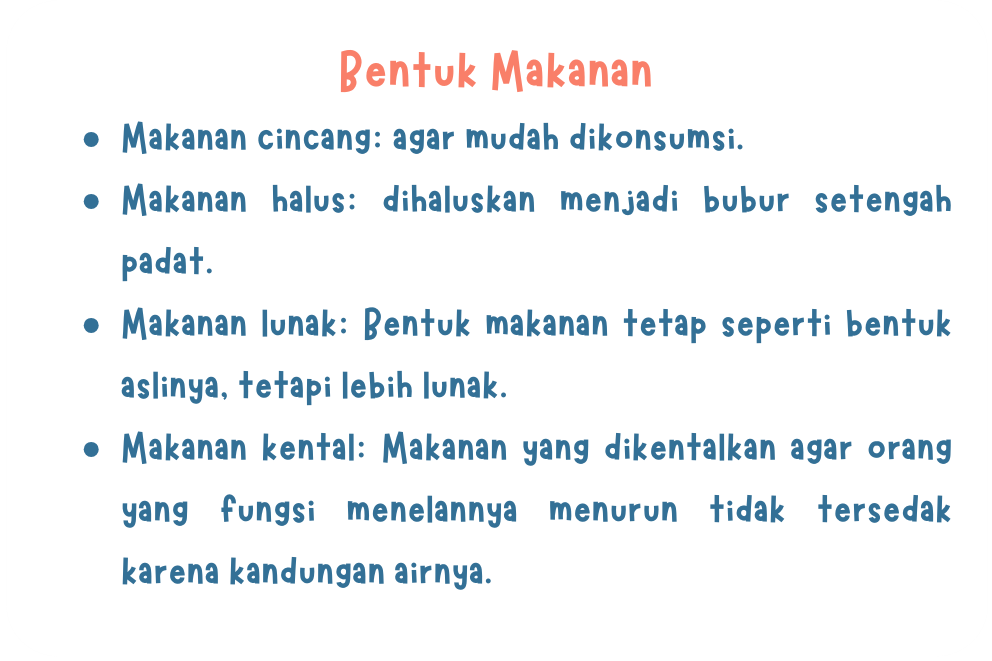 Bentuk Makanan
• Makanan cincang: agar mudah dikonsumsi.
• Makanan halus: dihaluskan menjadi bubur setengah
padat.
• Makanan lunak: Bentuk makanan tetap seperti bentuk
aslinya, tetapi lebih lunak.
• Makanan kental: Makanan yang dikentalkan agar orang
yang fungsi menelannya menurun tidak tersedak
karena kandungan airnya.